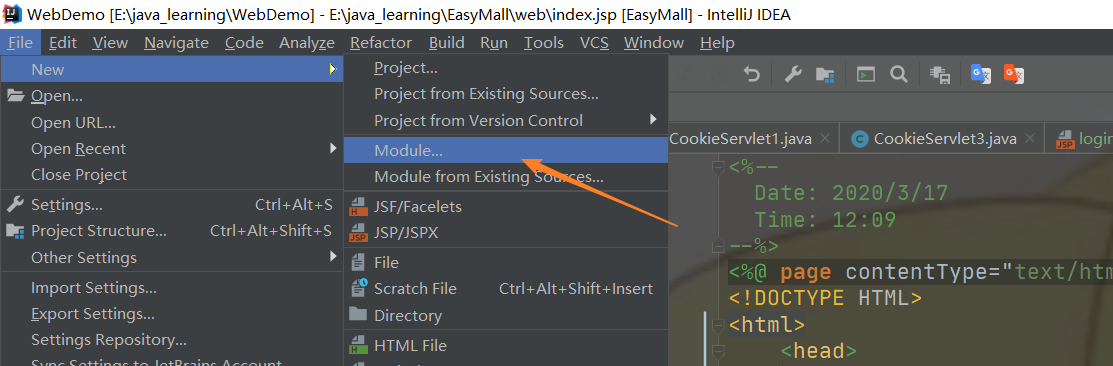 WebDemo [E:\java_learning\WebDemo] - E:\java_learning\EasyMall\web\index.jsp [EasyMall] - IntelliJ IDEA
File Edit View Navigate Code Analyze Refactor Build Run Tools VCS Window Help
New
Open...
Open URL...
Open Recent
Close Project
Settings... Ctrl+Alt+S
Project Structure... Ctrl+Alt+Shift+S
Other Settings
Import Settings...
Export Settings...
Settings Repository...
Sync Settings to JetBrains Account...
Project...
Project from Existing Sources...
Project from Version Control
Module...
Module from Existing Sources...
JSF/Facelets
JSP/JSPX
File
Scratch File Ctrl+Alt+Shift+Insert
Directory
HTML File
CookieServlet1.java CookieServlet3.java login
<%--
Date: 2020/3/17
Time: 12:09
--%>
<%@ page contentType="text/htm
<!DOCTYPE HTML>
<html>
<head>